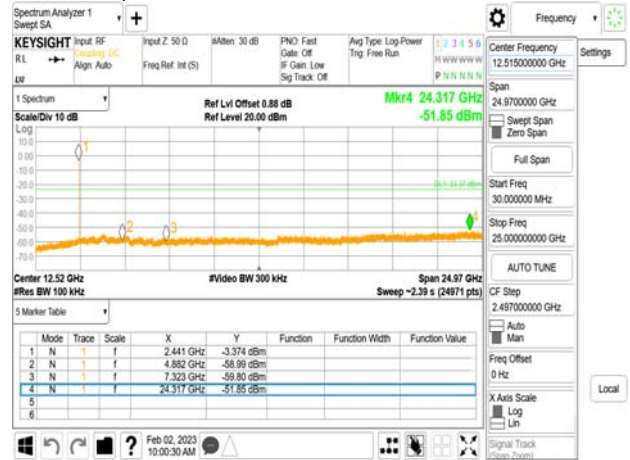 Spectrum Analyzer 1
Swept SA
+
Frequency
KEYSIGHT
RL
Input: RF
Coupling: DC
Align: Auto
Input Z: 50 Ω
Freq Ref: Int (S)
#Atten: 30 dB
PNO: Fast
Gate: Off
IF Gain: Low
Sig Track: Off
Avg Type: Log-Power
Trig: Free Run
1 2 3 4 5 6
M W W W W W
P N N N N N
1 Spectrum
Scale/Div 10 dB
Log
Ref Lvl Offset 0.88 dB
Ref Level 20.00 dBm
Mkr4 24.317 GHz
-51.85 dBm
10.0
0.00
-10.0
-20.0
-30.0
-40.0
-50.0
-60.0
-70.0
1
2
3
4
Center 12.52 GHz
#Res BW 100 kHz
#Video BW 300 kHz
Span 24.97 GHz
Sweep ~2.39 s (24971 pts)
5 Marker Table
Mode Trace Scale X Y Function Function Width Function Value
1 N 1 f 2.441 GHz -3.374 dBm
2 N 1 f 4.882 GHz -58.99 dBm
3 N 1 f 7.323 GHz -59.80 dBm
4 N 1 f 24.317 GHz -51.85 dBm
5
6
?
Feb 02, 2023
10:00:30 AM
Center Frequency
12.515000000 GHz
Settings
Span
24.9700000 GHz
Swept Span
Zero Span
Full Span
Start Freq
30.000000 MHz
Stop Freq
25.000000000 GHz
AUTO TUNE
CF Step
2.497000000 GHz
Auto
Man
Freq Offset
0 Hz
X Axis Scale
Log
Lin
Local
Signal Track
(Span Zoom)